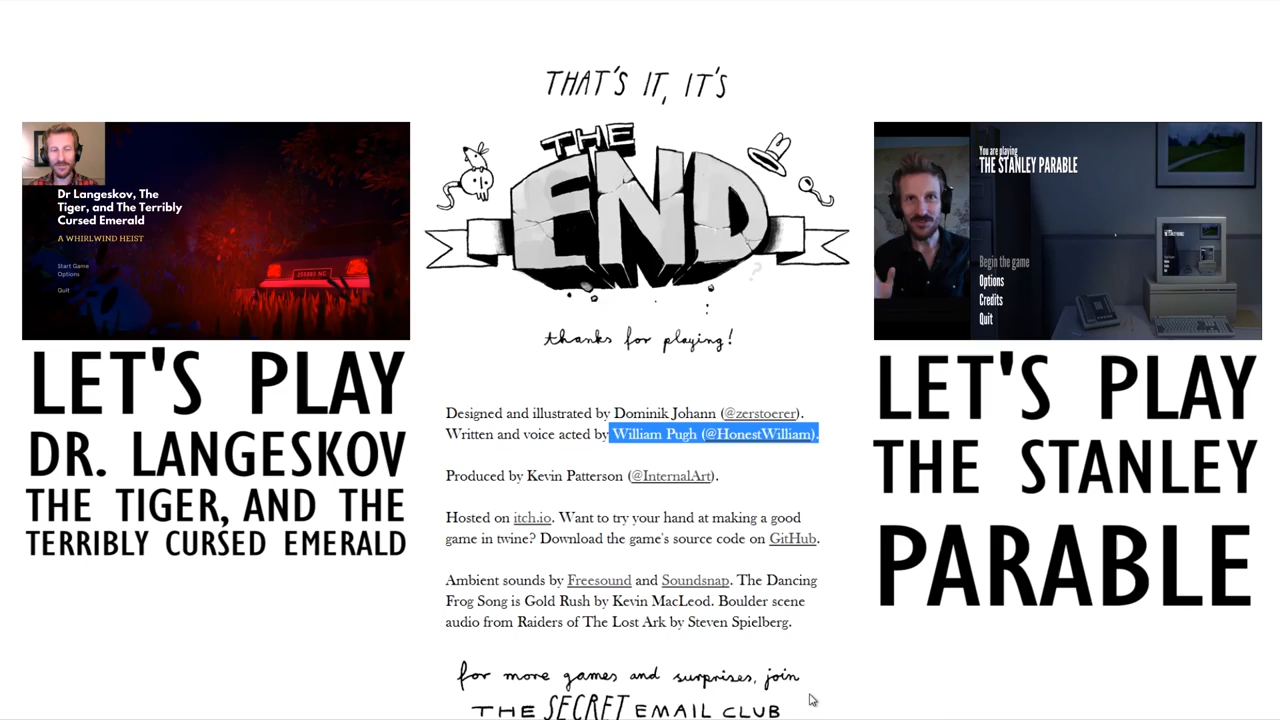 THAT'S IT, IT'S
THE
END
thanks for playing!
Dr Langeskov, The
Tiger, and The Terribly
Cursed Emerald
A WHIRLWIND HEIST
Start Game
Options
Quit
LET'S PLAY
DR. LANGESKOV
THE TIGER, AND THE
TERRIBLY CURSED EMERALD
Designed and illustrated by Dominik Johann (@zerstoerer).
Written and voice acted by William Pugh (@HonestWilliam).
Produced by Kevin Patterson (@InternalArt).
Hosted on itch.io. Want to try your hand at making a good
game in twine? Download the game's source code on GitHub.
Ambient sounds by Freesound and Soundsnap. The Dancing
Frog Song is Gold Rush by Kevin MacLeod. Boulder scene
audio from Raiders of The Lost Ark by Steven Spielberg.
for more games and surprises, join
THE SECRET EMAIL CLUB
You are playing
THE STANLEY PARABLE
Begin the game
Options
Credits
Quit
LET'S PLAY
THE STANLEY
PARABLE